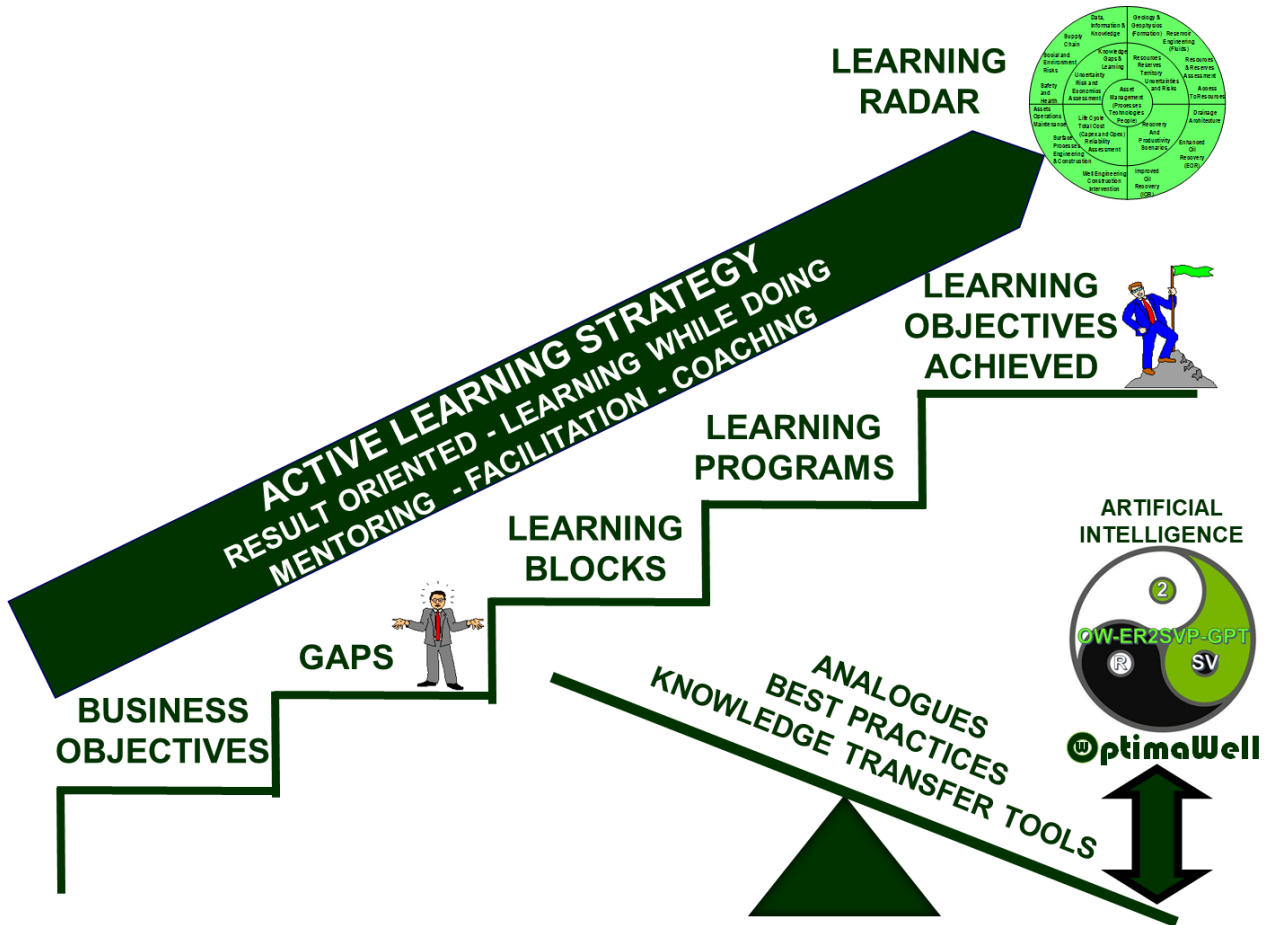 LEARNING
RADAR
Data,
Information &
Knowledge
Geology &
Geophysics
(Formation)
Reservoir
Engineering
(Fluids)
Resources
& Reserves
Assessment
Access
To Resources
Drainage
Architecture
Enhanced
Oil
Recovery
(EOR)
Improved
Oil
Recovery
(IOR)
Well Engineering
Construction
Intervention
Surface
Processes
Engineering
& Construction
Assets
Operations
Maintenance
Safety
and
Health
Social and
Environment
Risks
Supply
Chain
Knowledge
Gaps &
Learning
Resources
Reserves
Territory
Uncertainties
and Risks
Uncertainty
Risk and
Economics
Assessment
Asset
Management
(Processes
Technologies
People)
Life Cycle
Total Cost
(Capex and Opex)
Reliability
Assessment
Recovery
And
Productivity
Scenarios
ACTIVE LEARNING STRATEGY
RESULT ORIENTED - LEARNING WHILE DOING
MENTORING - FACILITATION - COACHING
LEARNING
OBJECTIVES
ACHIEVED
LEARNING
PROGRAMS
LEARNING
BLOCKS
GAPS
BUSINESS
OBJECTIVES
ANALOGUES
BEST PRACTICES
KNOWLEDGE TRANSFER TOOLS
ARTIFICIAL
INTELLIGENCE
2
OW-ER2SVP-GPT
R
SV
OptimaWell